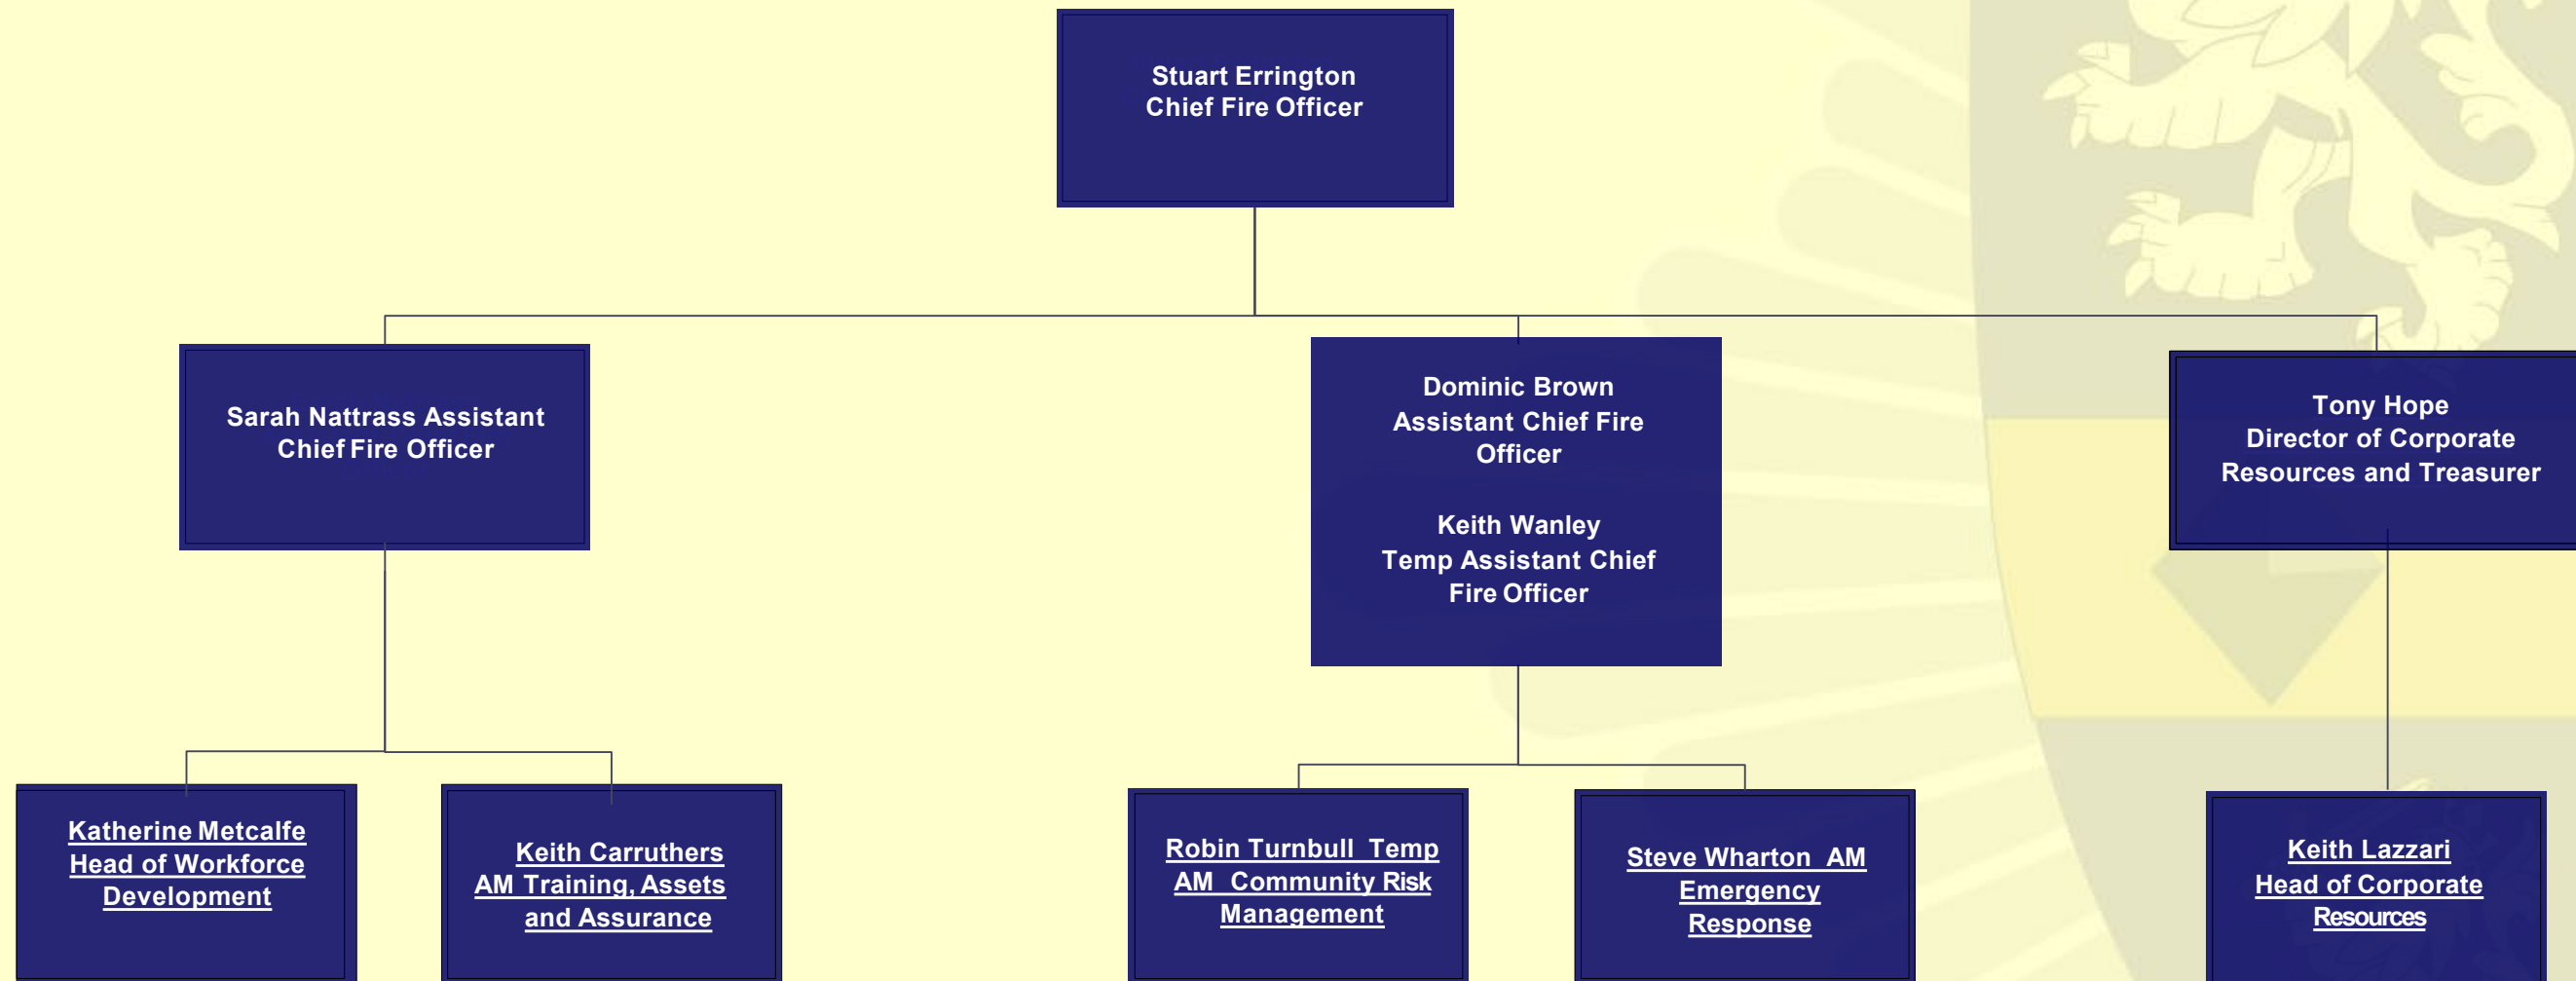 Stuart Errington
Chief Fire Officer
Sarah Nattrass Assistant
Chief Fire Officer
Dominic Brown
Assistant Chief Fire
Officer
Keith Wanley
Temp Assistant Chief
Fire Officer
Tony Hope
Director of Corporate
Resources and Treasurer
Katherine Metcalfe
Head of Workforce
Development
Keith Carruthers
AM Training, Assets
and Assurance
Robin Turnbull Temp
AM Community Risk
Management
Steve Wharton AM
Emergency
Response
Keith Lazzari
Head of Corporate
Resources